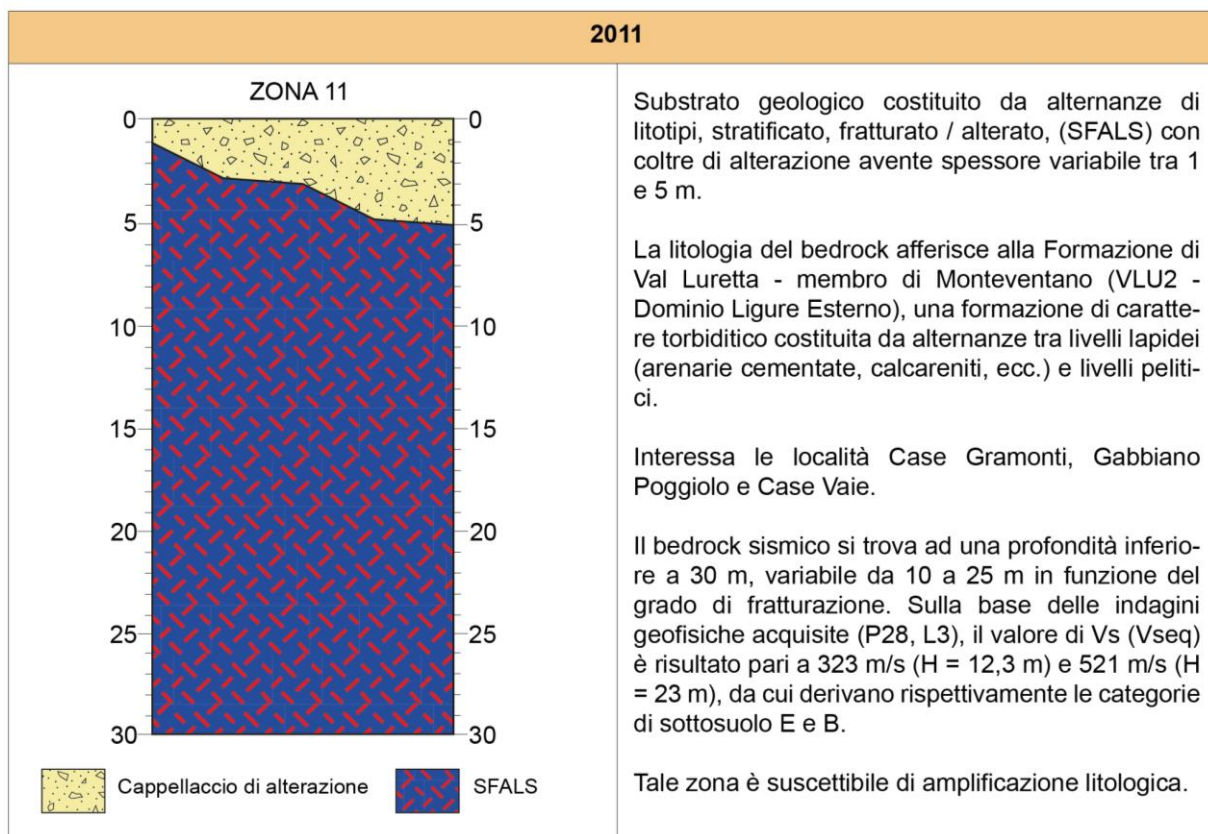 2011
ZONA 11
0
5
10
15
20
25
30
0
5
10
15
20
25
30
Cappellaccio di alterazione
SFALS
Substrato geologico costituito da alternanze di
litotipi, stratificato, fratturato / alterato, (SFALS) con
coltre di alterazione avente spessore variabile tra 1
e 5 m.
La litologia del bedrock afferisce alla Formazione di
Val Luretta - membro di Monteventano (VLU2 -
Dominio Ligure Esterno), una formazione di caratte-
re torbiditico costituita da alternanze tra livelli lapidei
(arenarie cementate, calcareniti, ecc.) e livelli peliti-
ci.
Interessa le località Case Gramonti, Gabbiano
Poggiolo e Case Vaie.
Il bedrock sismico si trova ad una profondità inferio-
re a 30 m, variabile da 10 a 25 m in funzione del
grado di fratturazione. Sulla base delle indagini
geofisiche acquisite (P28, L3), il valore di Vs (Vseq)
è risultato pari a 323 m/s (H = 12,3 m) e 521 m/s (H
= 23 m), da cui derivano rispettivamente le categorie
di sottosuolo E e B.
Tale zona è suscettibile di amplificazione litologica.